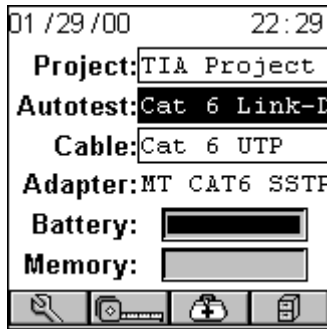 01/29/00 22:29
Project: TIA Project
Autotest: Cat 6 Link-
Cable: Cat 6 UTP
Adapter: MT CAT6 SSTP
Battery:
Memory: